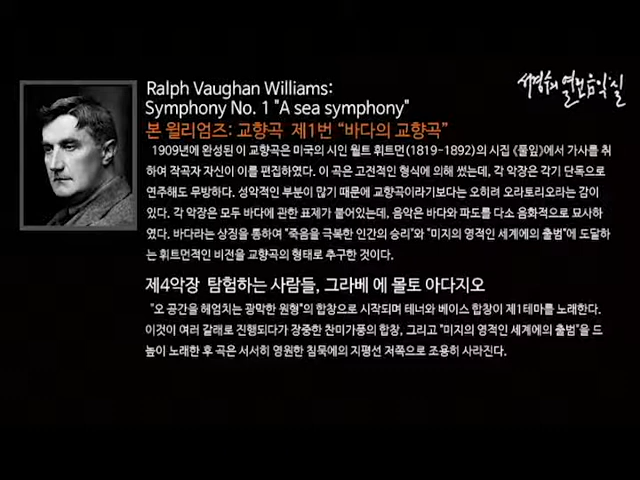 서경수의 열린음악실
Ralph Vaughan Williams:
Symphony No. 1 "A sea symphony"
본 윌리엄즈: 교향곡 제1번 “바다의 교향곡”
1909년에 완성된 이 교향곡은 미국의 시인 월트 휘트먼(1819-1892)의 시집 《풀잎》에서 가사를 취
하여 작곡자 자신이 이를 편집하였다. 이 곡은 고전적인 형식에 의해 썼는데, 각 악장은 각기 단독으로
연주해도 무방하다. 성악적인 부분이 많기 때문에 교향곡이라기보다는 오히려 오라토리오라는 감이
있다. 각 악장은 모두 바다에 관한 표제가 붙어있는데, 음악은 바다와 파도를 다소 음화적으로 묘사하
였다. 바다라는 상징을 통하여 "죽음을 극복한 인간의 승리"와 "미지의 영적인 세계에의 출범"에 도달하
는 휘트먼적인 비전을 교향곡의 형태로 추구한 것이다.
제4악장 탐험하는 사람들, 그라베 에 몰토 아다지오
"오 공간을 헤엄치는 광막한 원형"의 합창으로 시작되며 테너와 베이스 합창이 제1테마를 노래한다.
이것이 여러 갈래로 진행되다가 장중한 찬미가풍의 합창, 그리고 "미지의 영적인 세계에의 출범"을 드
높이 노래한 후 곡은 서서히 영원한 침묵에의 지평선 저쪽으로 조용히 사라진다.